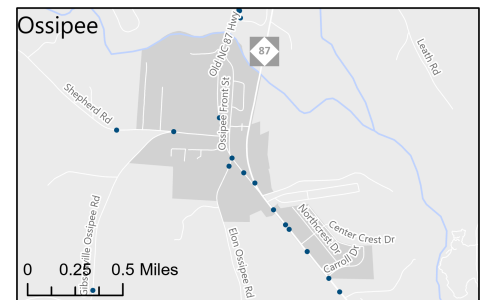 Ossipee
Old NC 87 Hwy
87
Leath Rd
Shepherd Rd
Ossipee Front St
Gibsonville Ossipee Rd
Elon Ossipee Rd
Northcrest Dr
Center Crest Dr
Carroll Dr
0 0.25 0.5 Miles